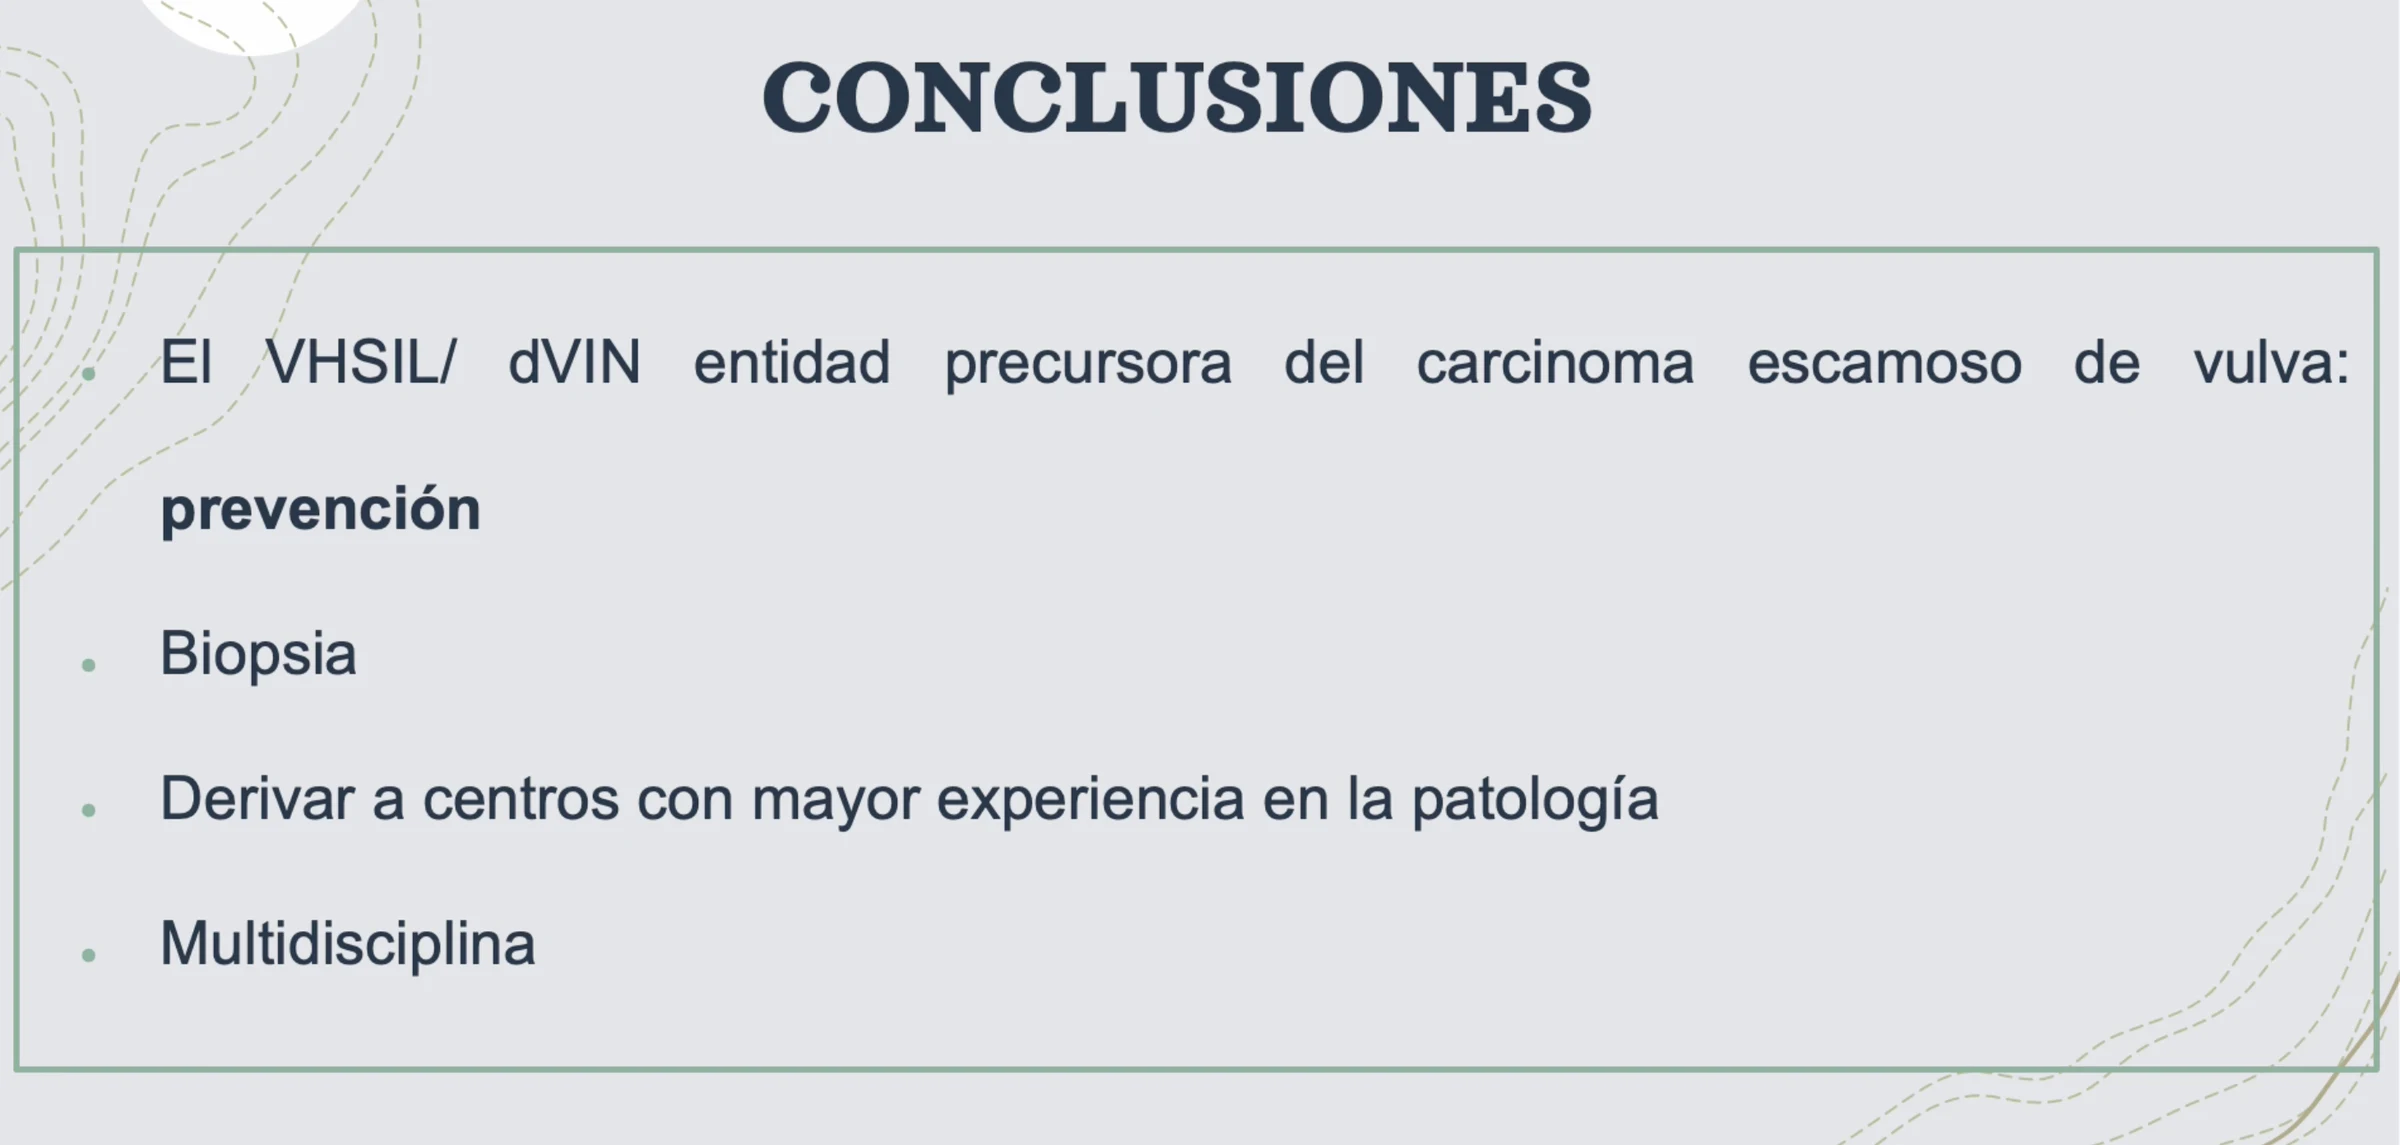 CONCLUSIONES
El VHSIL/ dVIN entidad precursora del carcinoma escamoso de vulva:
prevención
Biopsia
Derivar a centros con mayor experiencia en la patología
Multidisciplina